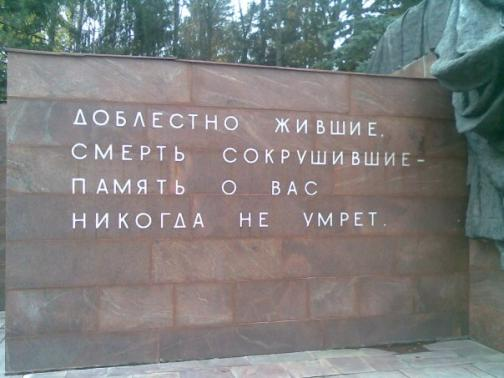 ДОБЛЕСТНО ЖИВШИЕ,
СМЕРТЬ СОКРУШИВШИЕ–
ПАМЯТЬ О ВАС
НИКОГДА НЕ УМРЕТ.